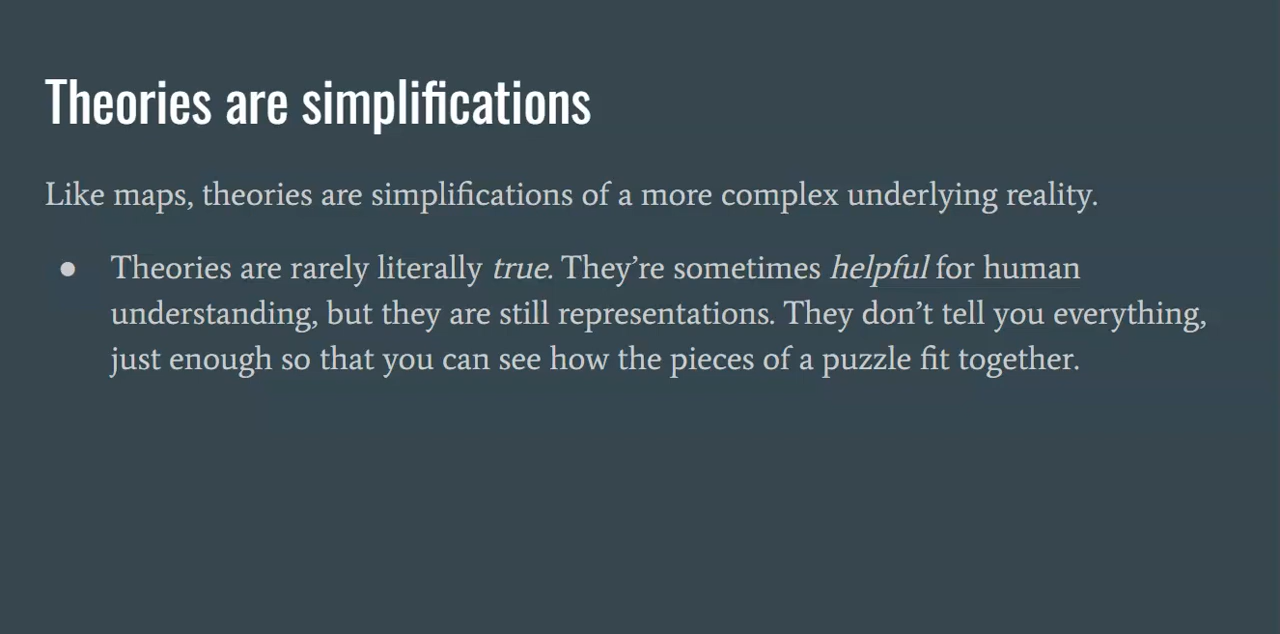 Theories are simplifications
Like maps, theories are simplifications of a more complex underlying reality.
● Theories are rarely literally true. They’re sometimes helpful for human
understanding, but they are still representations. They don’t tell you everything,
just enough so that you can see how the pieces of a puzzle fit together.